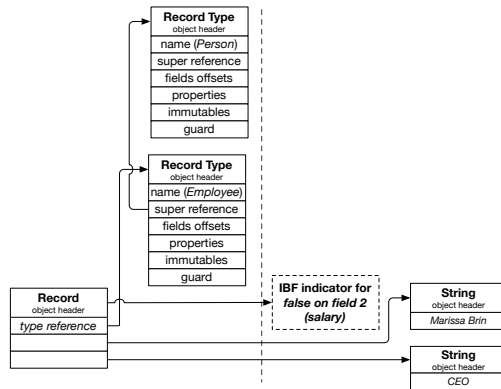 Record Type
object header
name (Person)
super reference
fields offsets
properties
immutables
guard
Record Type
object header
name (Employee)
super reference
fields offsets
properties
immutables
guard
Record
object header
type reference
IBF indicator for
false on field 2
(salary)
String
object header
Marissa Brin
String
object header
CEO